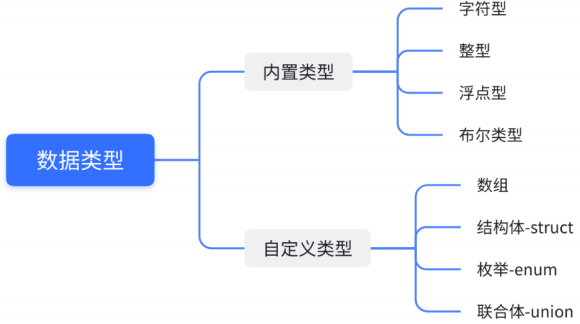 数据类型
内置类型
字符型
整型
浮点型
布尔类型
自定义类型
数组
结构体-struct
枚举-enum
联合体-union